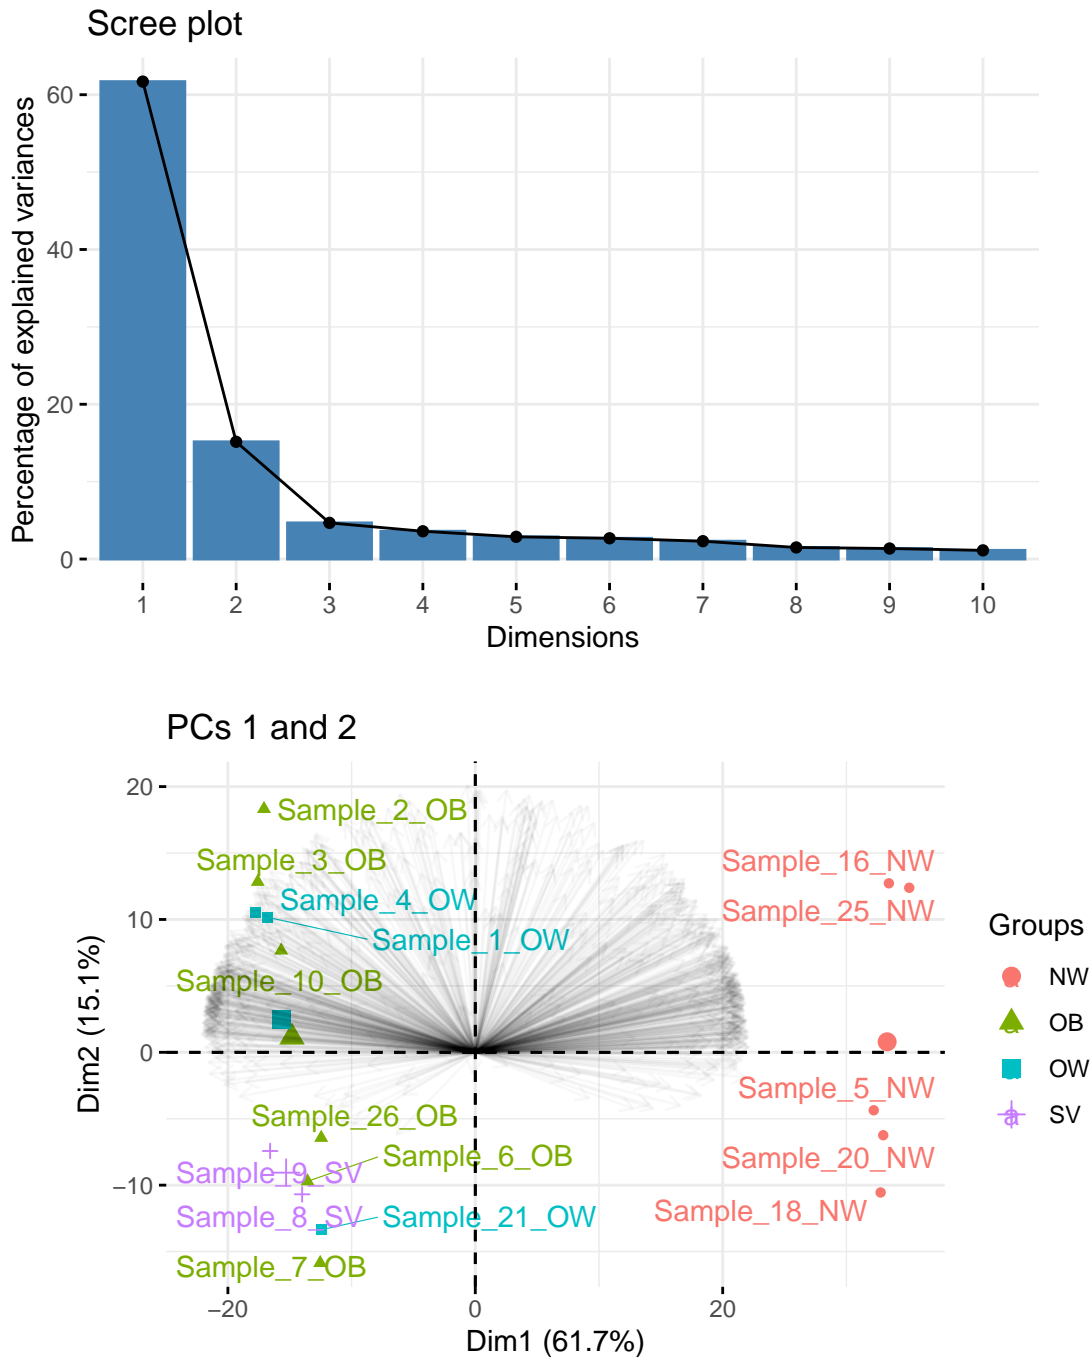 Scree plot
Percentage of explained variances
60
40
20
0
1 2 3 4 5 6 7 8 9 10
Dimensions
PCs 1 and 2
Dim2 (15.1%)
20
10
0
−10
Sample_2_OB
Sample_3_OB
Sample_16_NW
Sample_4_OW
Sample_25_NW
Sample_1_OW
Sample_10_OB
Sample_5_NW
Sample_26_OB
Sample_6_OB
Sample_20_NW
Sample_9_SV
Sample_18_NW
Sample_8_SV
Sample_21_OW
Sample_7_OB
−20 0 20
Dim1 (61.7%)
Groups
a NW
a OB
a OW
a SV